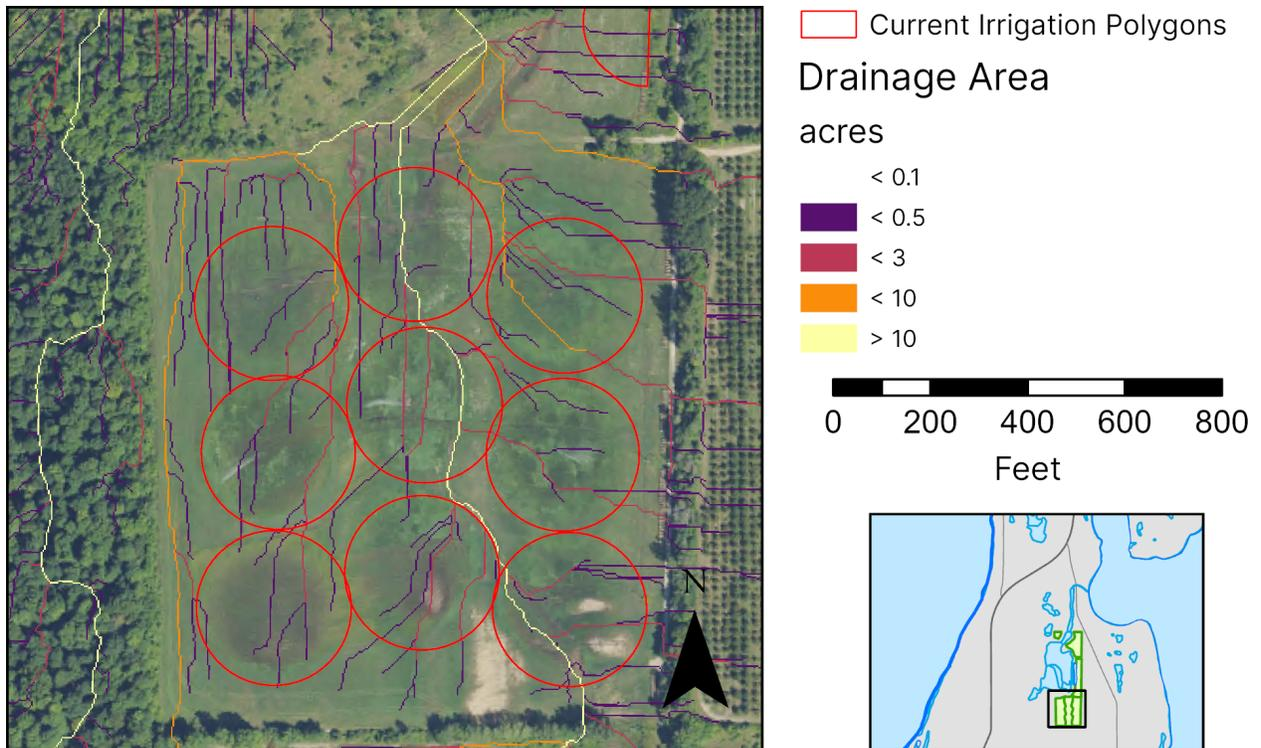 Current Irrigation Polygons
Drainage Area
acres
< 0.1
< 0.5
< 3
< 10
> 10
0 200 400 600 800
Feet
N